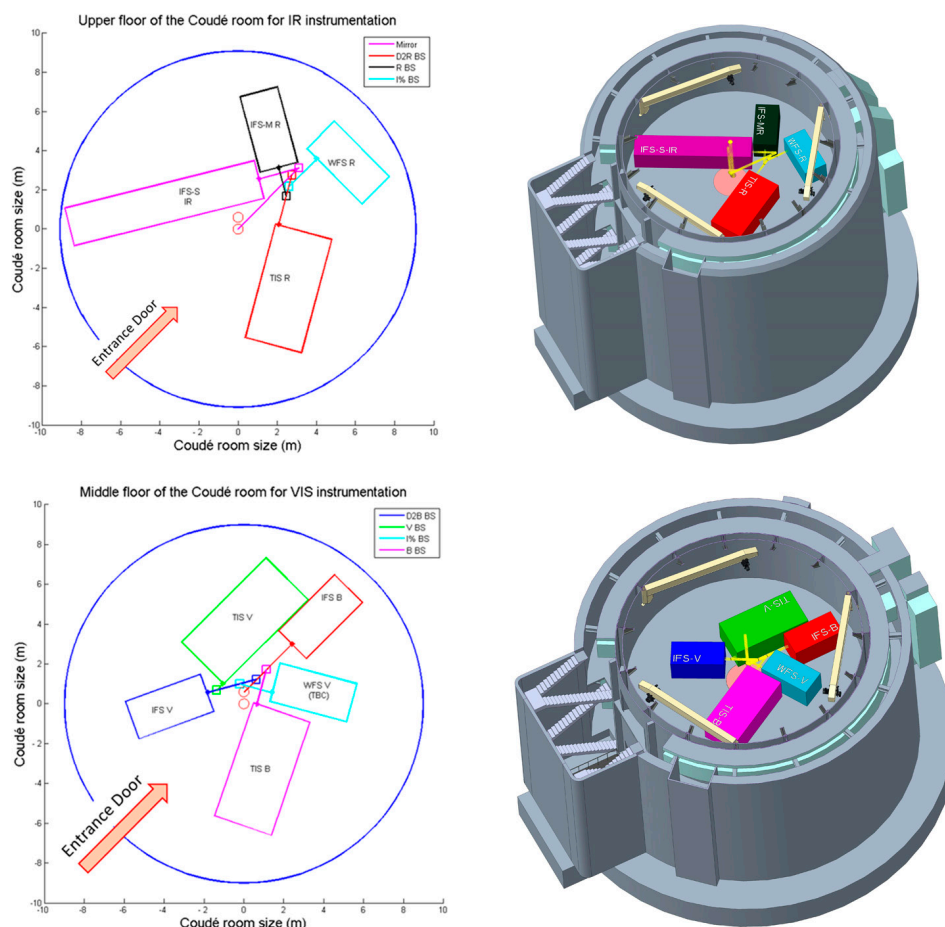 Upper floor of the Coudé room for IR instrumentation
Mirror
D2R BS
R BS
I% BS
10
8
6
4
2
0
-2
-4
-6
-8
-10
Coudé room size (m)
IFS-M R
WFS R
IFS-S
IR
TIS R
Entrance Door
-10 -8 -6 -4 -2 0 2 4 6 8 10
Coudé room size (m)
IFS-S-IR
IFS-MR
WFS-R
TIS-R
Middle floor of the Coudé room for VIS instrumentation
D2B BS
V BS
I% BS
B BS
10
8
6
4
2
0
-2
-4
-6
-8
-10
Coudé room size (m)
TIS V
IFS B
IFS V
WFS V
(TBC)
TIS B
Entrance Door
-10 -8 -6 -4 -2 0 2 4 6 8 10
Coudé room size (m)
TIS-V
IFS-B
IFS-V
WFS-V
TIS-B